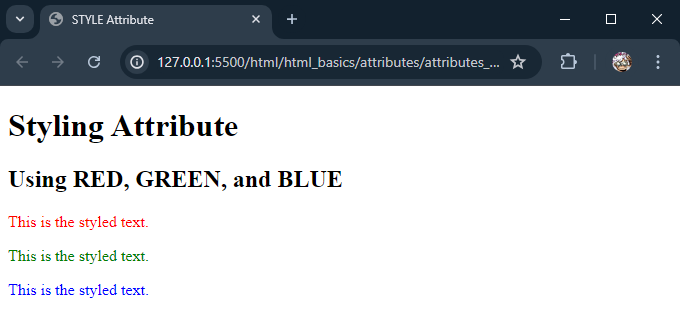 STYLE Attribute
127.0.0.1:5500/html/html_basics/attributes/attributes_...
Styling Attribute
Using RED, GREEN, and BLUE
This is the styled text.
This is the styled text.
This is the styled text.